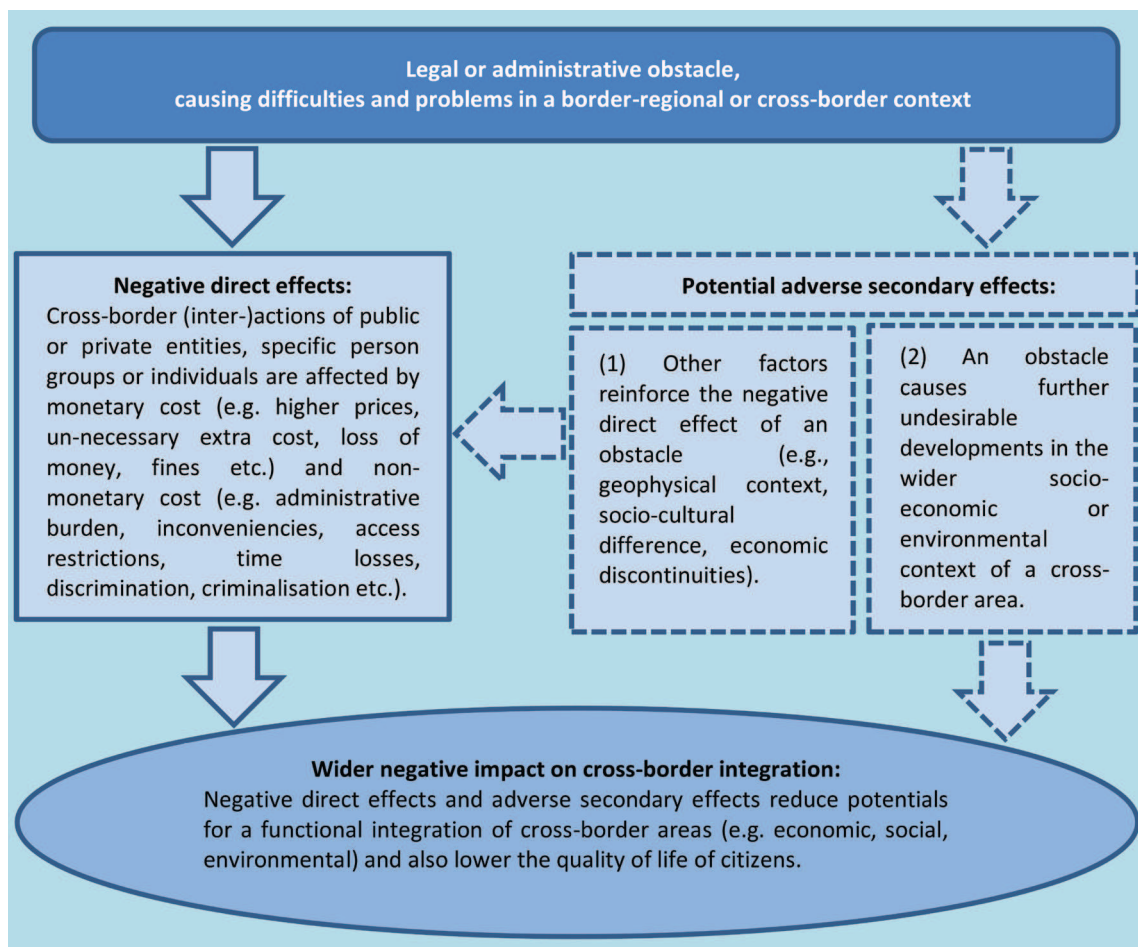 Legal or administrative obstacle,
causing difficulties and problems in a border-regional or cross-border context
Negative direct effects:
Cross-border (inter-)actions of public
or private entities, specific person
groups or individuals are affected by
monetary cost (e.g. higher prices,
un-necessary extra cost, loss of
money, fines etc.) and non-
monetary cost (e.g. administrative
burden, inconveniencies, access
restrictions, time losses,
discrimination, criminalisation etc.).
Potential adverse secondary effects:
(1) Other factors
reinforce the negative
direct effect of an
obstacle (e.g.,
geophysical context,
socio-cultural
difference, economic
discontinuities).
(2) An obstacle
causes further
undesirable
developments in the
wider socio-
economic or
environmental
context of a cross-
border area.
Wider negative impact on cross-border integration:
Negative direct effects and adverse secondary effects reduce potentials
for a functional integration of cross-border areas (e.g. economic, social,
environmental) and also lower the quality of life of citizens.